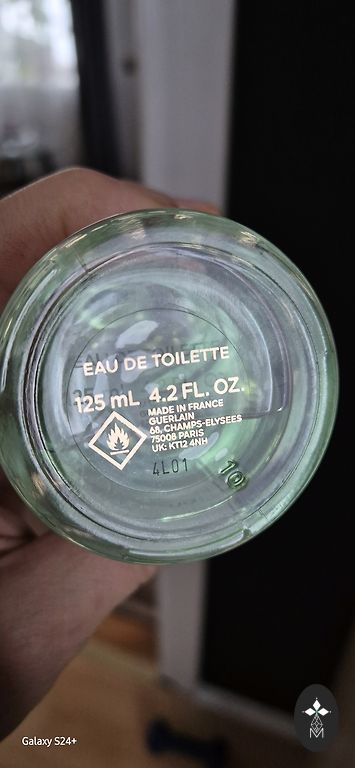 EAU DE TOILETTE
125 mL 4.2 FL. OZ.
MADE IN FRANCE
GUERLAIN
68, CHAMPS-ELYSEES
75008 PARIS
UK: KT12 4NH
4L01
10
Galaxy S24+